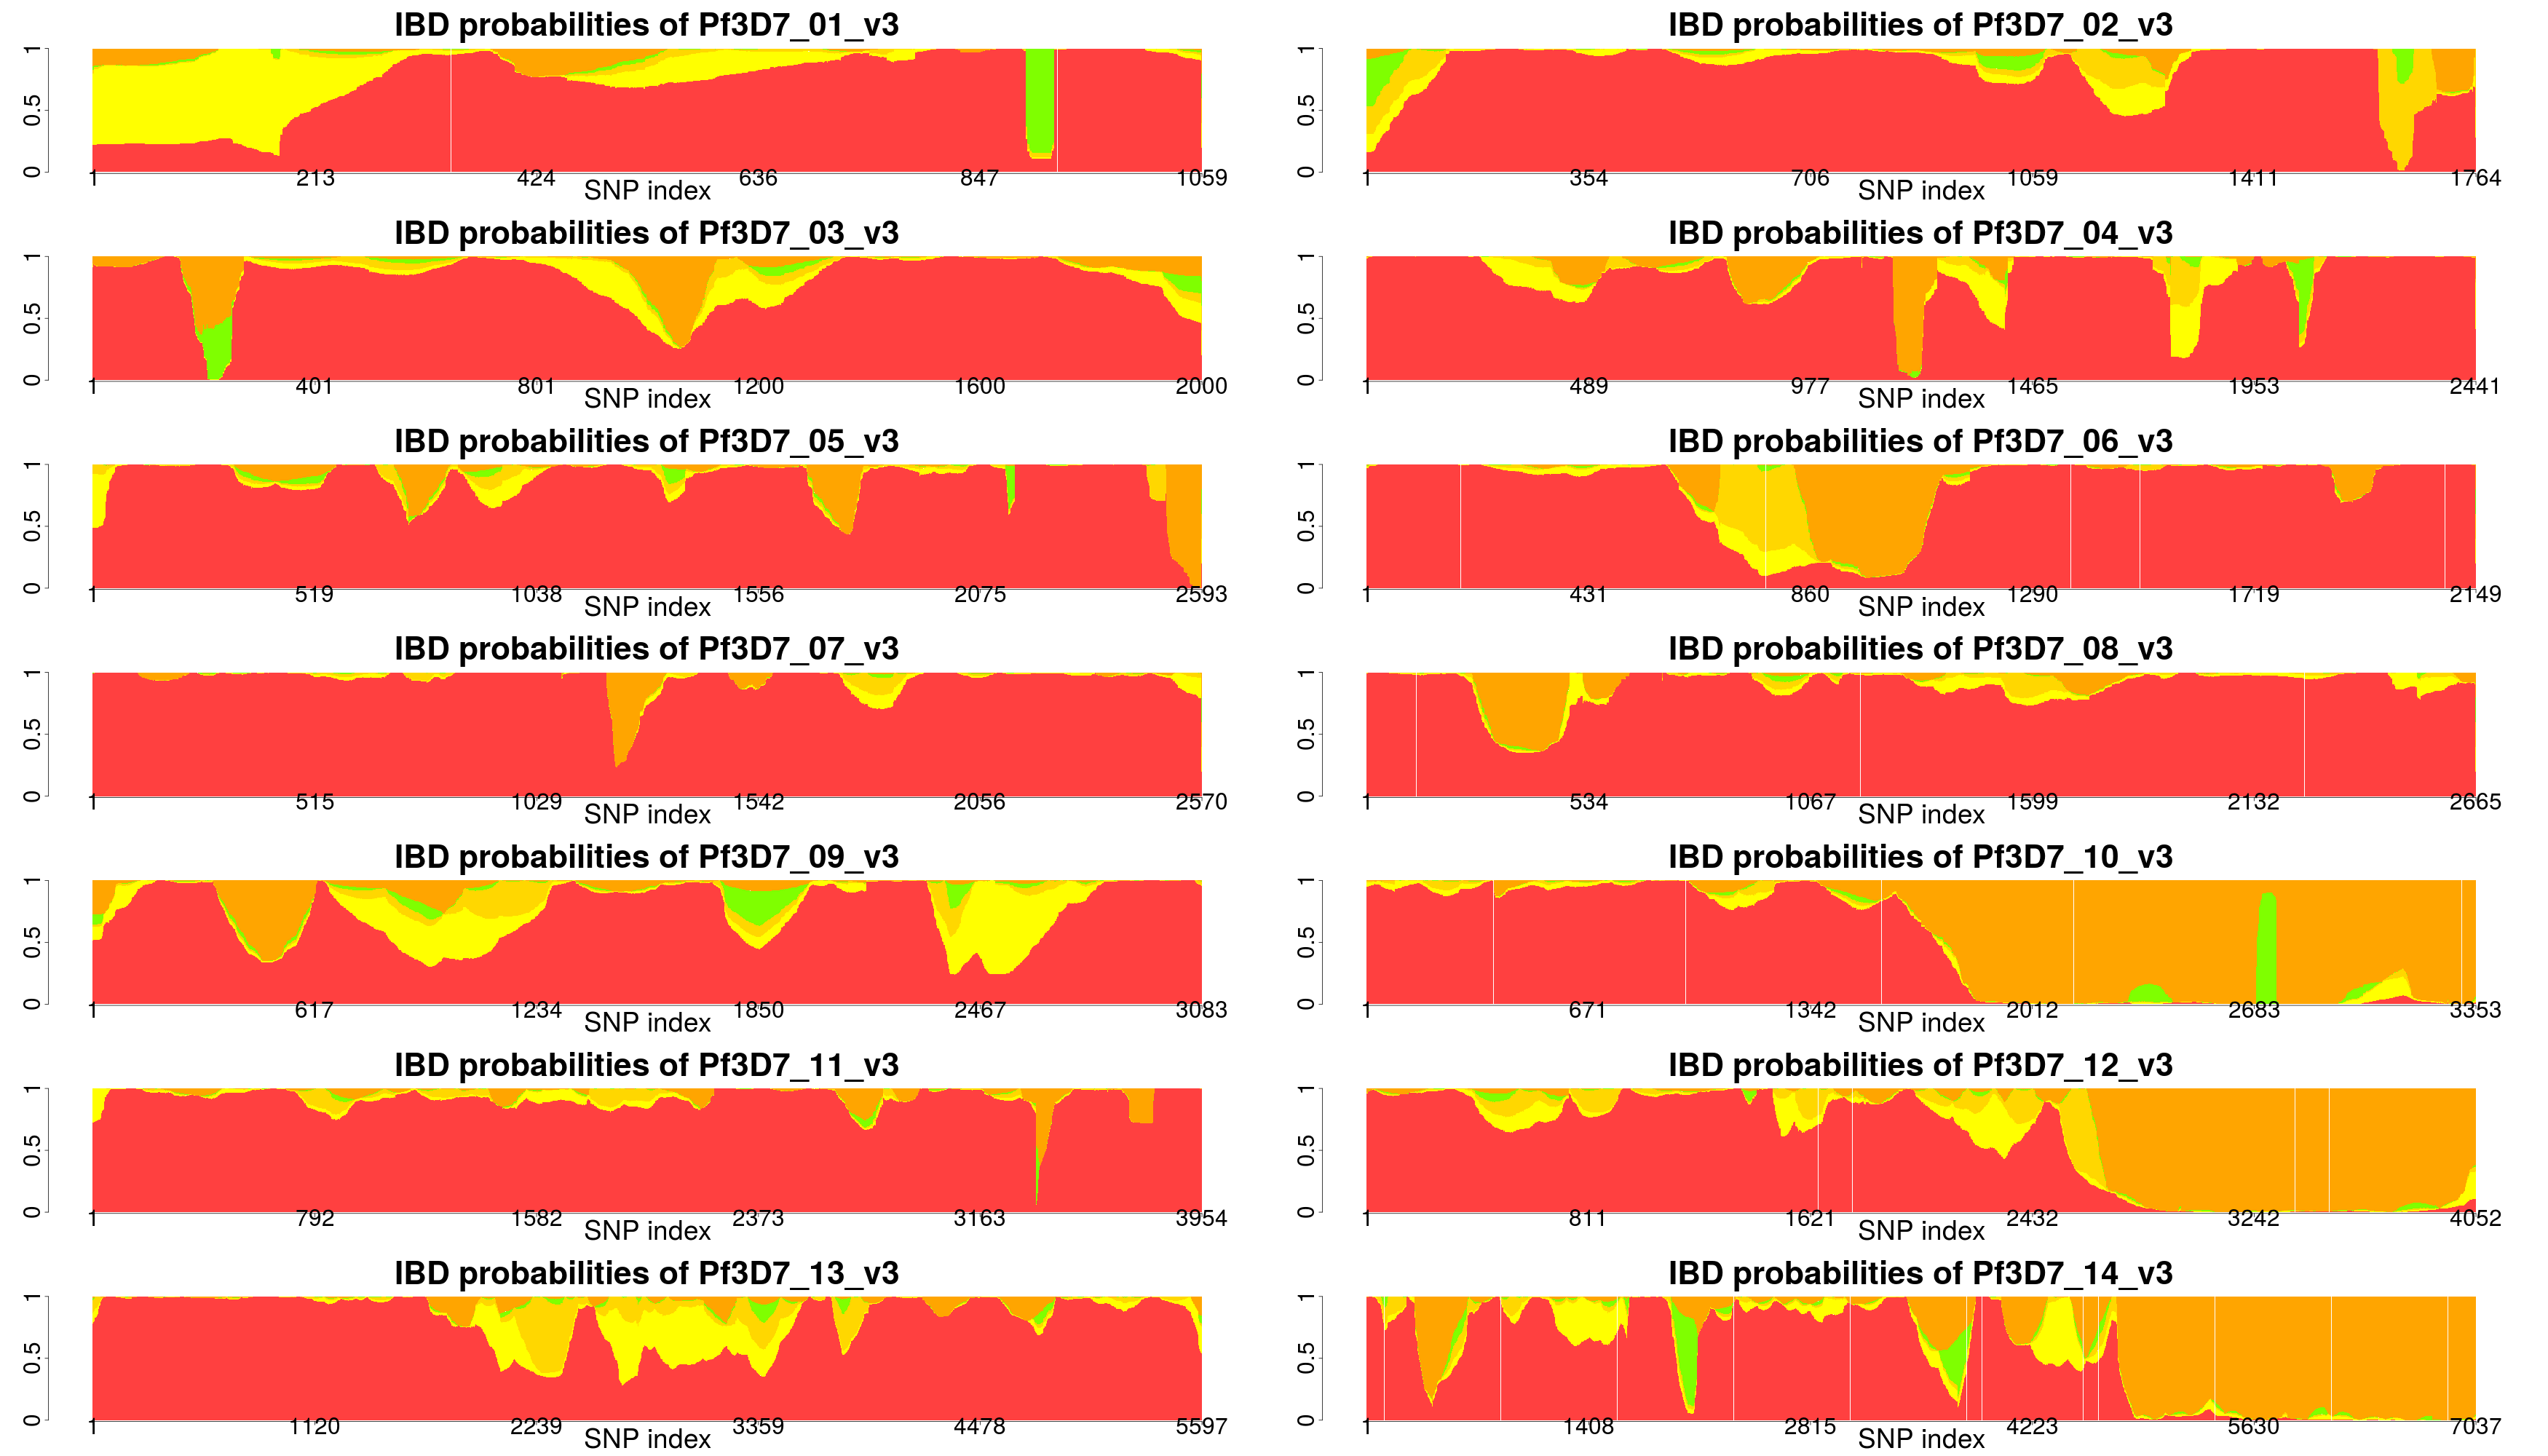 IBD probabilities of Pf3D7_01_v3
0 0.5 1
1 213 424 636 847 1059
SNP index
IBD probabilities of Pf3D7_02_v3
0 0.5 1
1 354 706 1059 1411 1764
SNP index
IBD probabilities of Pf3D7_03_v3
0 0.5 1
1 401 801 1200 1600 2000
SNP index
IBD probabilities of Pf3D7_04_v3
0 0.5 1
1 489 977 1465 1953 2441
SNP index
IBD probabilities of Pf3D7_05_v3
0 0.5 1
1 519 1038 1556 2075 2593
SNP index
IBD probabilities of Pf3D7_06_v3
0 0.5 1
1 431 860 1290 1719 2149
SNP index
IBD probabilities of Pf3D7_07_v3
0 0.5 1
1 515 1029 1542 2056 2570
SNP index
IBD probabilities of Pf3D7_08_v3
0 0.5 1
1 534 1067 1599 2132 2665
SNP index
IBD probabilities of Pf3D7_09_v3
0 0.5 1
1 617 1234 1850 2467 3083
SNP index
IBD probabilities of Pf3D7_10_v3
0 0.5 1
1 671 1342 2012 2683 3353
SNP index
IBD probabilities of Pf3D7_11_v3
0 0.5 1
1 792 1582 2373 3163 3954
SNP index
IBD probabilities of Pf3D7_12_v3
0 0.5 1
1 811 1621 2432 3242 4052
SNP index
IBD probabilities of Pf3D7_13_v3
0 0.5 1
1 1120 2239 3359 4478 5597
SNP index
IBD probabilities of Pf3D7_14_v3
0 0.5 1
1 1408 2815 4223 5630 7037
SNP index